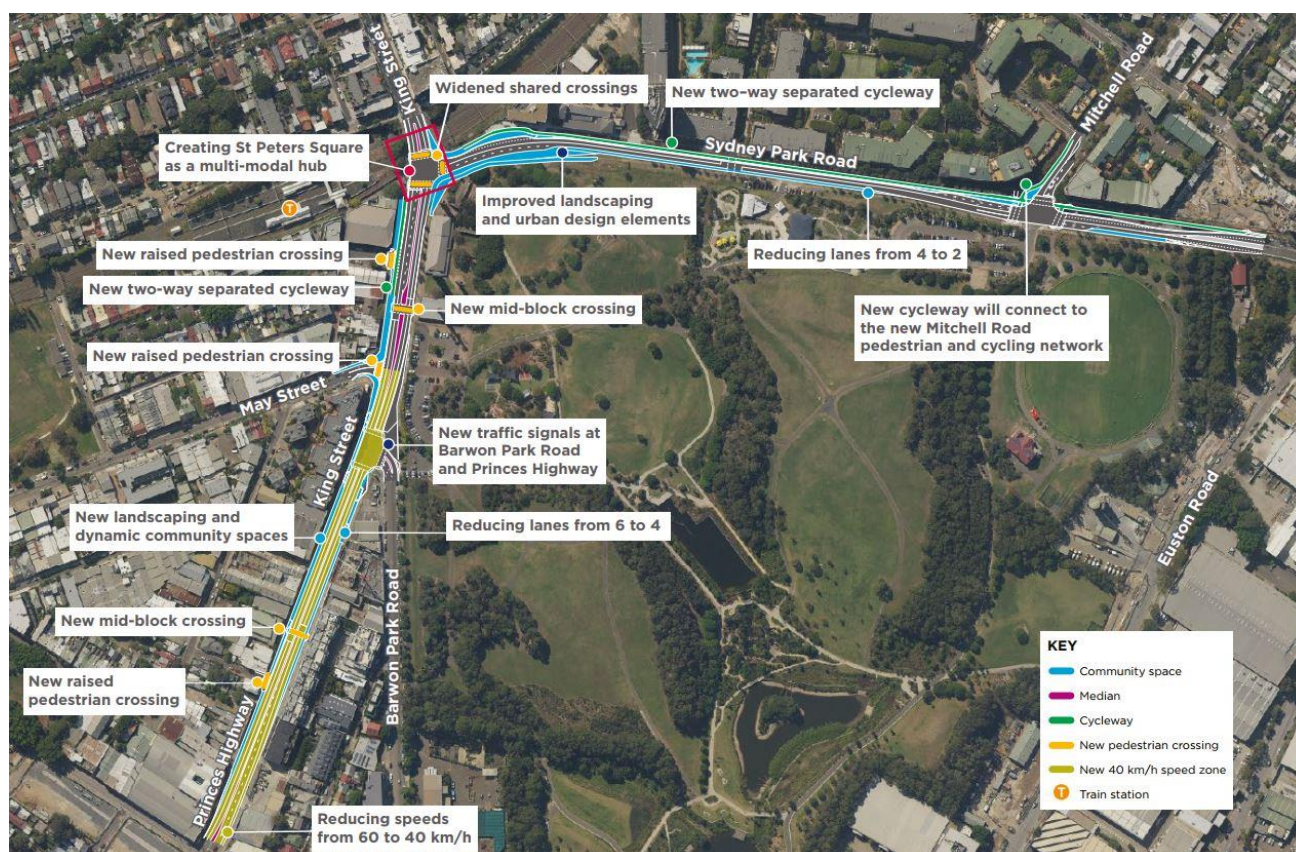 King Street
Widened shared crossings
New two–way separated cycleway
Mitchell Road
Creating St Peters Square
as a multi-modal hub
Sydney Park Road
T
Improved landscaping
and urban design elements
New raised pedestrian crossing
Reducing lanes from 4 to 2
New two-way separated cycleway
New mid-block crossing
New cycleway will connect to
the new Mitchell Road
pedestrian and cycling network
New raised pedestrian crossing
May Street
New traffic signals at
Barwon Park Road
and Princes Highway
King Street
New landscaping and
dynamic community spaces
Reducing lanes from 6 to 4
Euston Road
New mid-block crossing
Barwon Park Road
New raised
pedestrian crossing
Princes Highway
Reducing speeds
from 60 to 40 km/h
KEY
Community space
Median
Cycleway
New pedestrian crossing
New 40 km/h speed zone
T Train station